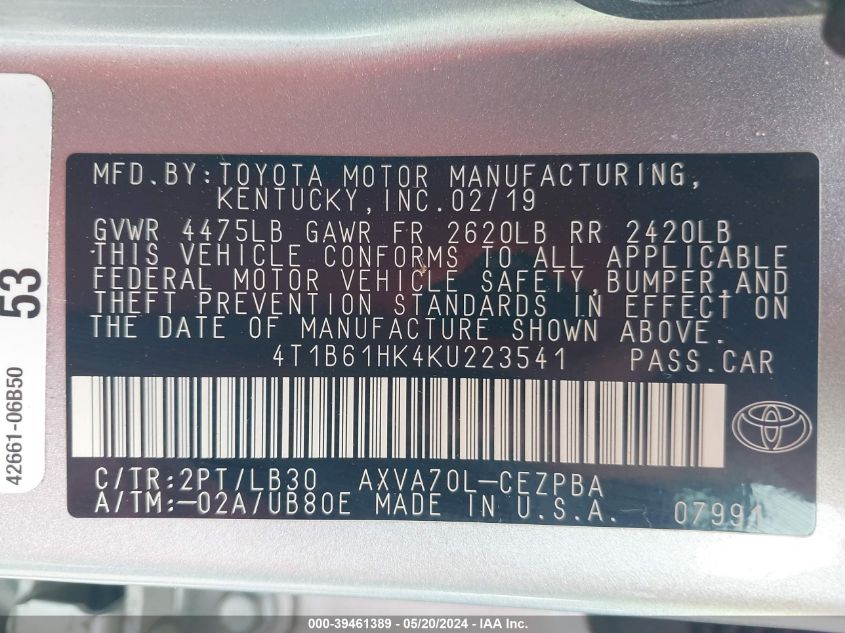 MFD.BY:TOYOTA MOTOR MANUFACTURING,
KENTUCKY,INC.02/19
GVWR 4475LB GAWR FR 2620LB RR 2420LB
THIS VEHICLE CONFORMS TO ALL APPLICABLE
FEDERAL MOTOR VEHICLE SAFETY,BUMPER,AND
THEFT PREVENTION STANDARDS IN EFFECT ON
THE DATE OF MANUFACTURE SHOWN ABOVE.
4T1B61HK4KU223541 PASS.CAR
C/TR:2PT/LB30 AXVA70L-CEZPBA
A/TM:-02A/UB80E MADE IN U.S.A. 07991
53
42661-06B50
000-39461389 - 05/20/2024 - IAA Inc.